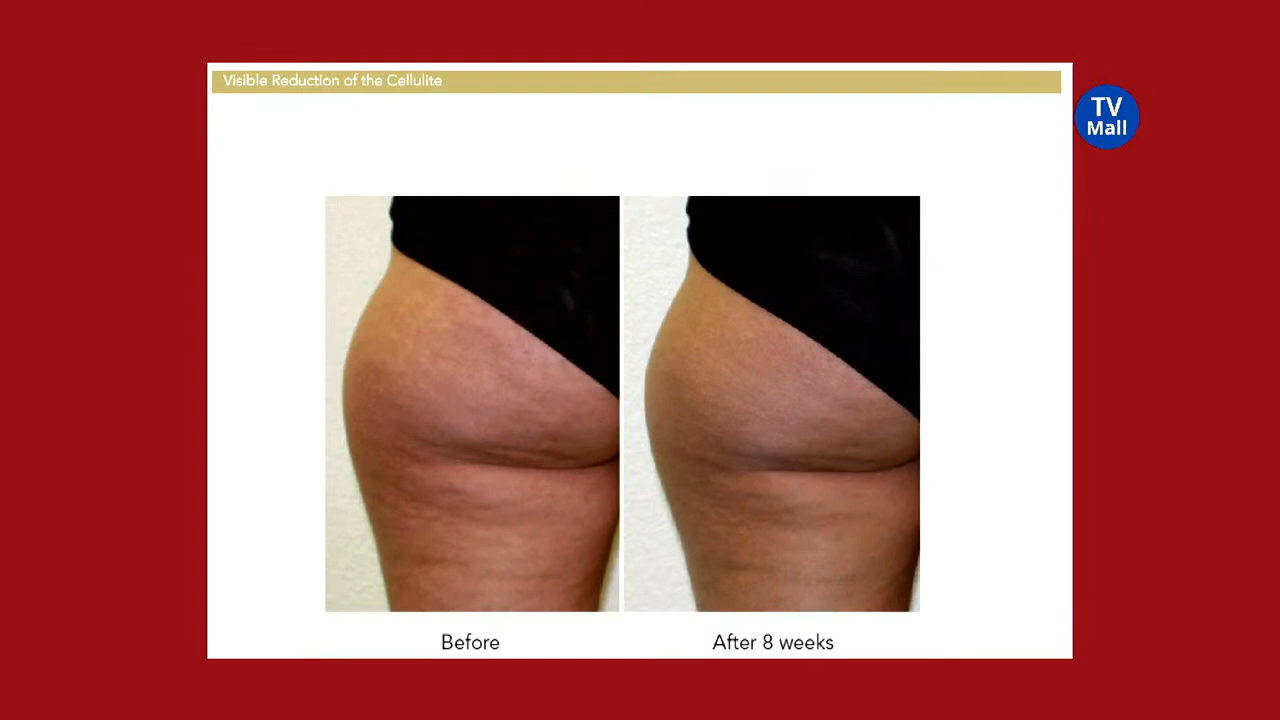 Visible Reduction of the Cellulite
TV
Mall
Before
After 8 weeks